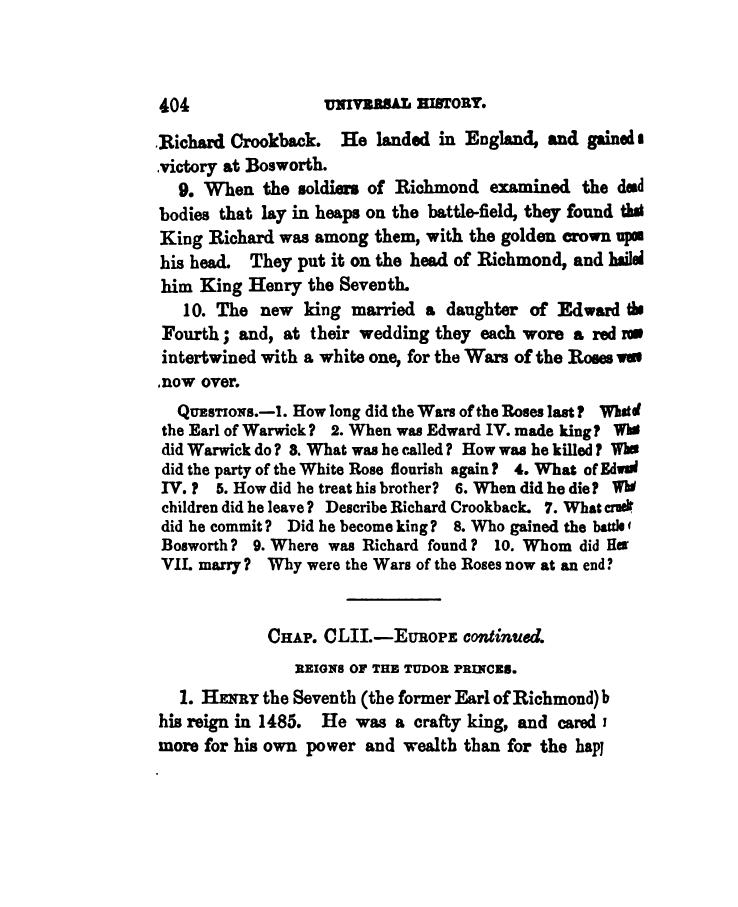 404 UNIVERSAL HISTORY.
Richard Crookback. He landed in England, and gained a
victory at Bosworth.
9. When the soldiers of Richmond examined the dead
bodies that lay in heaps on the battle-field, they found that
King Richard was among them, with the golden crown upon
his head. They put it on the head of Richmond, and hailed
him King Henry the Seventh.
10. The new king married a daughter of Edward the
Fourth; and, at their wedding they each wore a red rose
intertwined with a white one, for the Wars of the Roses were
now over.
QUESTIONS.—1. How long did the Wars of the Roses last? What of
the Earl of Warwick? 2. When was Edward IV. made king? What
did Warwick do? 3. What was he called? How was he killed? When
did the party of the White Rose flourish again? 4. What of Edward
IV.? 5. How did he treat his brother? 6. When did he die? What
children did he leave? Describe Richard Crookback. 7. What
did he commit? Did he become king? 8. Who gained the battle
Bosworth? 9. Where was Richard found? 10. Whom did
VII. marry? Why were the Wars of the Roses now at an end?
CHAP. CLII.—EUROPE continued.
REIGNS OF THE TUDOR PRINCES.
1. HENRY the Seventh (the former Earl of Richmond) b
his reign in 1485. He was a crafty king, and cared
more for his own power and wealth than for the